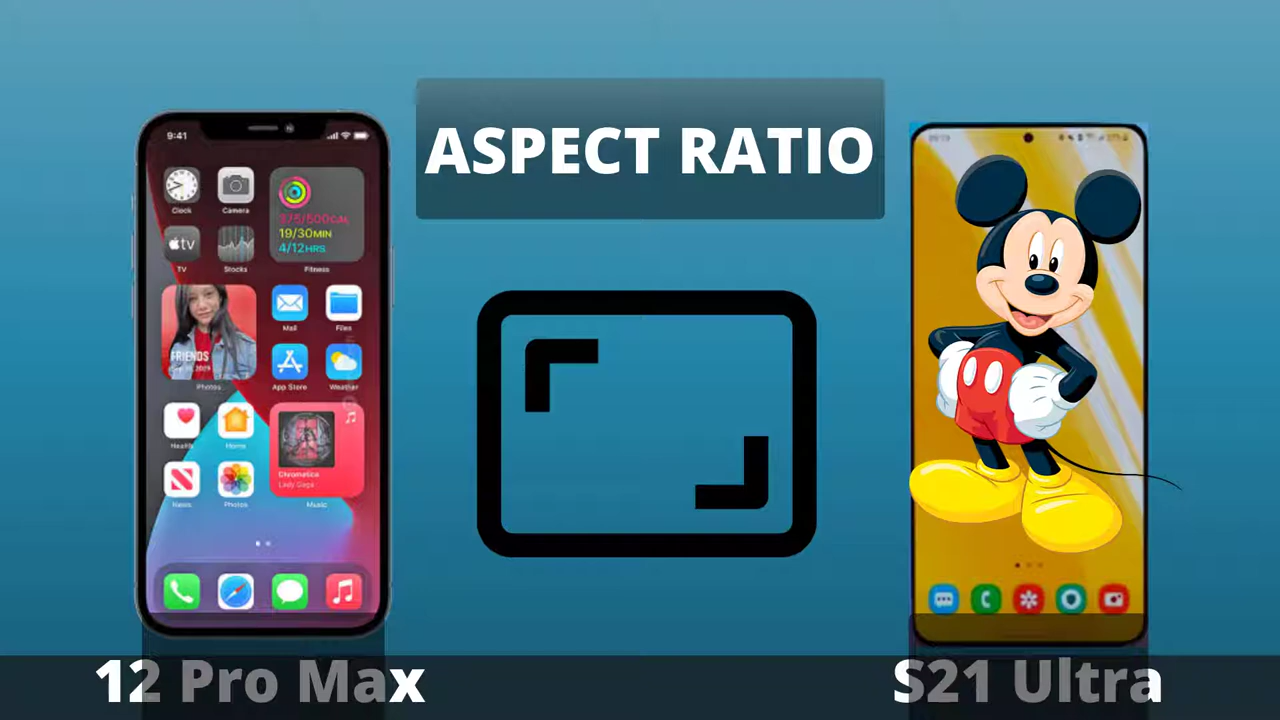 ASPECT RATIO
9:41
Clock
Camera
375/500CAL
19/30MIN
4/12HRS
TV
Stocks
Fitness
tv
Mail
Files
FRIENDS
Photos
App Store
Weather
Health
Home
Chromatica
Lady Gaga
News
Photos
Music
12 Pro Max
S21 Ultra